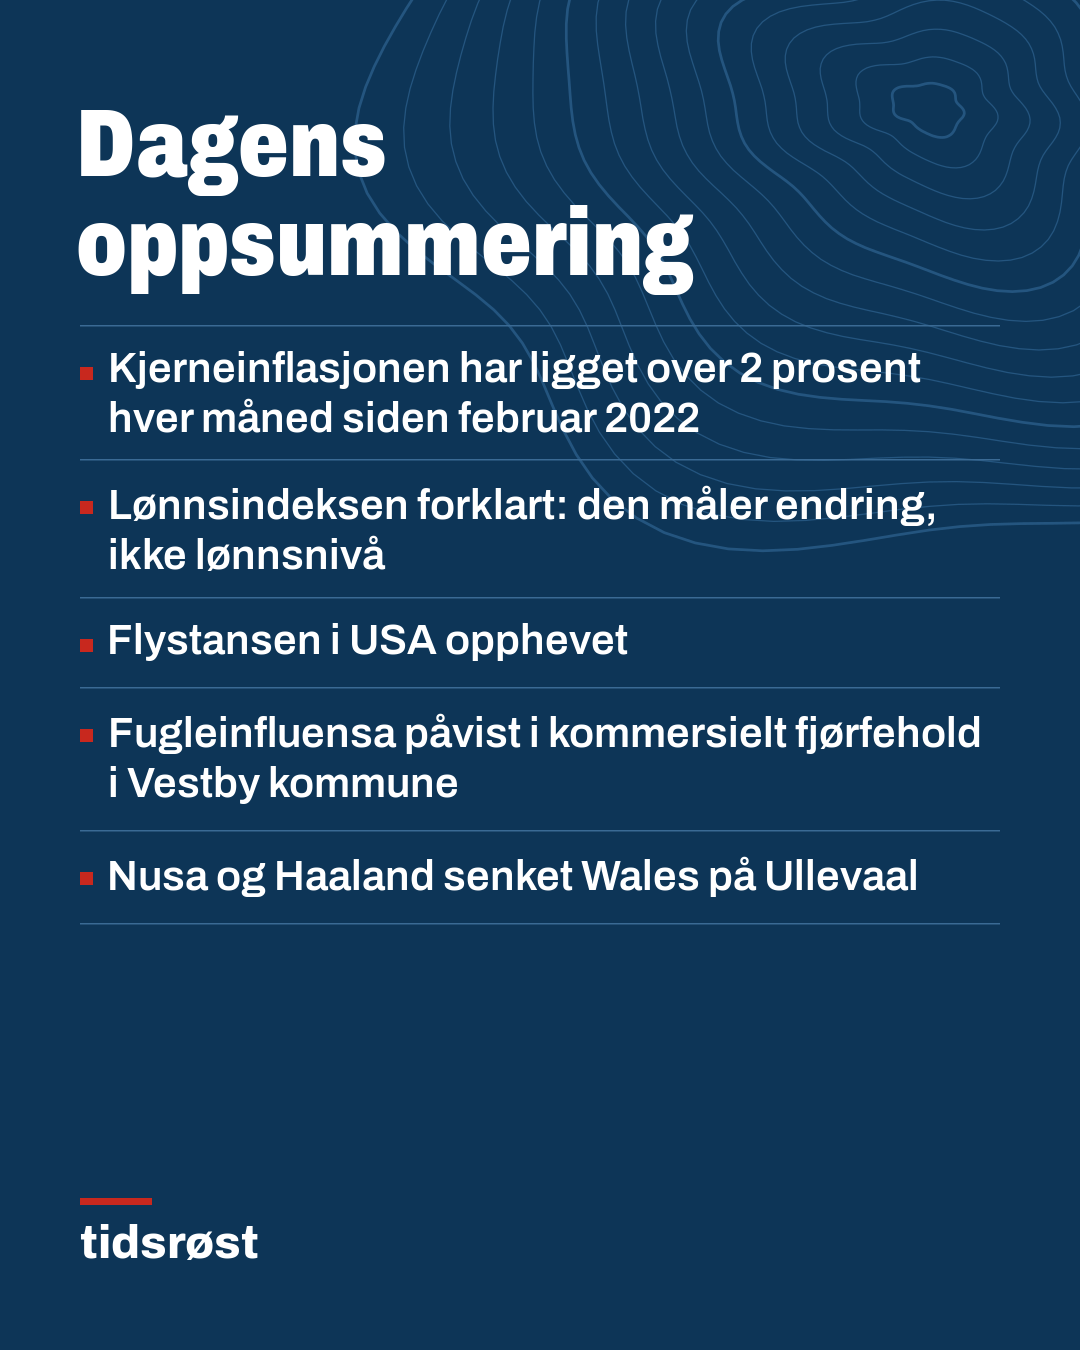 Dagens
oppsummering
Kjerneinflasjonen har ligget over 2 prosent
hver måned siden februar 2022
Lønnsindeksen forklart: den måler endring,
ikke lønnsnivå
Flystansen i USA opphevet
Fugleinfluensa påvist i kommersielt fjørfehold
i Vestby kommune
Nusa og Haaland senket Wales på Ullevaal
tidsrøst